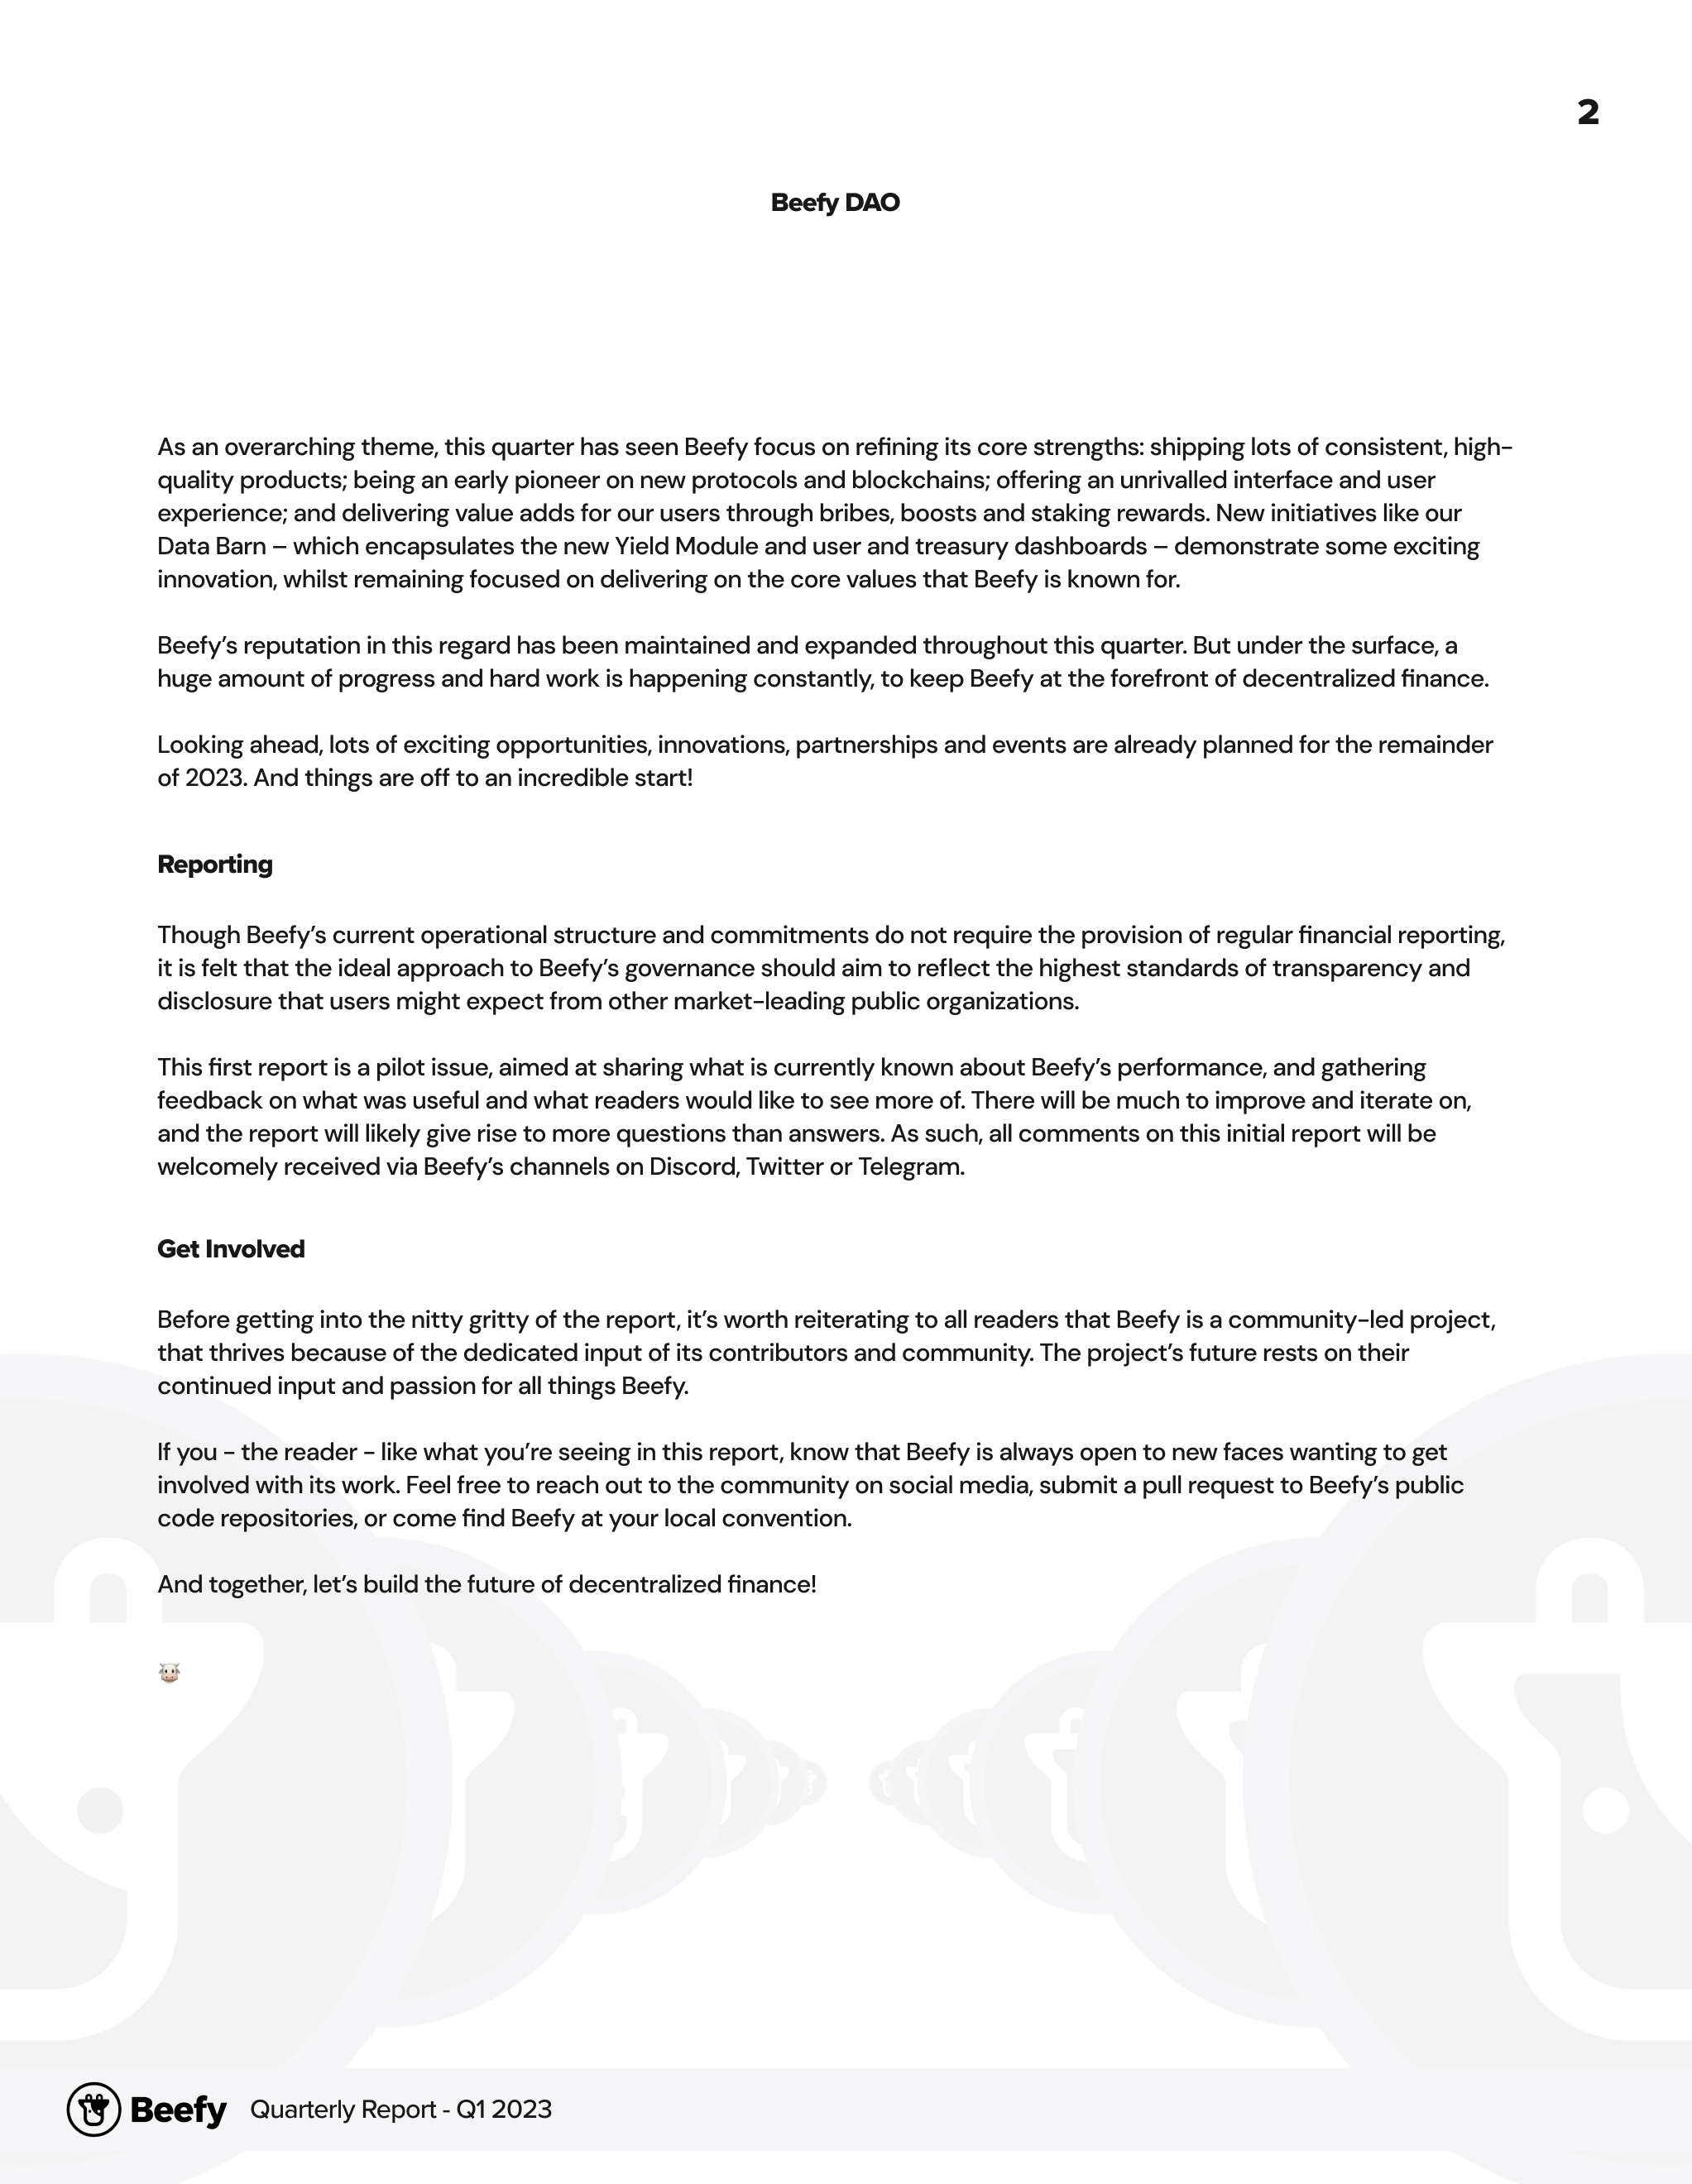 2
Beefy DAO
As an overarching theme, this quarter has seen Beefy focus on refining its core strengths: shipping lots of consistent, high-
quality products; being an early pioneer on new protocols and blockchains; offering an unrivalled interface and user
experience; and delivering value adds for our users through bribes, boosts and staking rewards. New initiatives like our
Data Barn – which encapsulates the new Yield Module and user and treasury dashboards – demonstrate some exciting
innovation, whilst remaining focused on delivering on the core values that Beefy is known for.
Beefy’s reputation in this regard has been maintained and expanded throughout this quarter. But under the surface, a
huge amount of progress and hard work is happening constantly, to keep Beefy at the forefront of decentralized finance.
Looking ahead, lots of exciting opportunities, innovations, partnerships and events are already planned for the remainder
of 2023. And things are off to an incredible start!
Reporting
Though Beefy’s current operational structure and commitments do not require the provision of regular financial reporting,
it is felt that the ideal approach to Beefy’s governance should aim to reflect the highest standards of transparency and
disclosure that users might expect from other market-leading public organizations.
This first report is a pilot issue, aimed at sharing what is currently known about Beefy’s performance, and gathering
feedback on what was useful and what readers would like to see more of. There will be much to improve and iterate on,
and the report will likely give rise to more questions than answers. As such, all comments on this initial report will be
welcomely received via Beefy’s channels on Discord, Twitter or Telegram.
Get Involved
Before getting into the nitty gritty of the report, it’s worth reiterating to all readers that Beefy is a community-led project,
that thrives because of the dedicated input of its contributors and community. The project’s future rests on their
continued input and passion for all things Beefy.
If you - the reader - like what you’re seeing in this report, know that Beefy is always open to new faces wanting to get
involved with its work. Feel free to reach out to the community on social media, submit a pull request to Beefy’s public
code repositories, or come find Beefy at your local convention.
And together, let’s build the future of decentralized finance!
Beefy Quarterly Report - Q1 2023